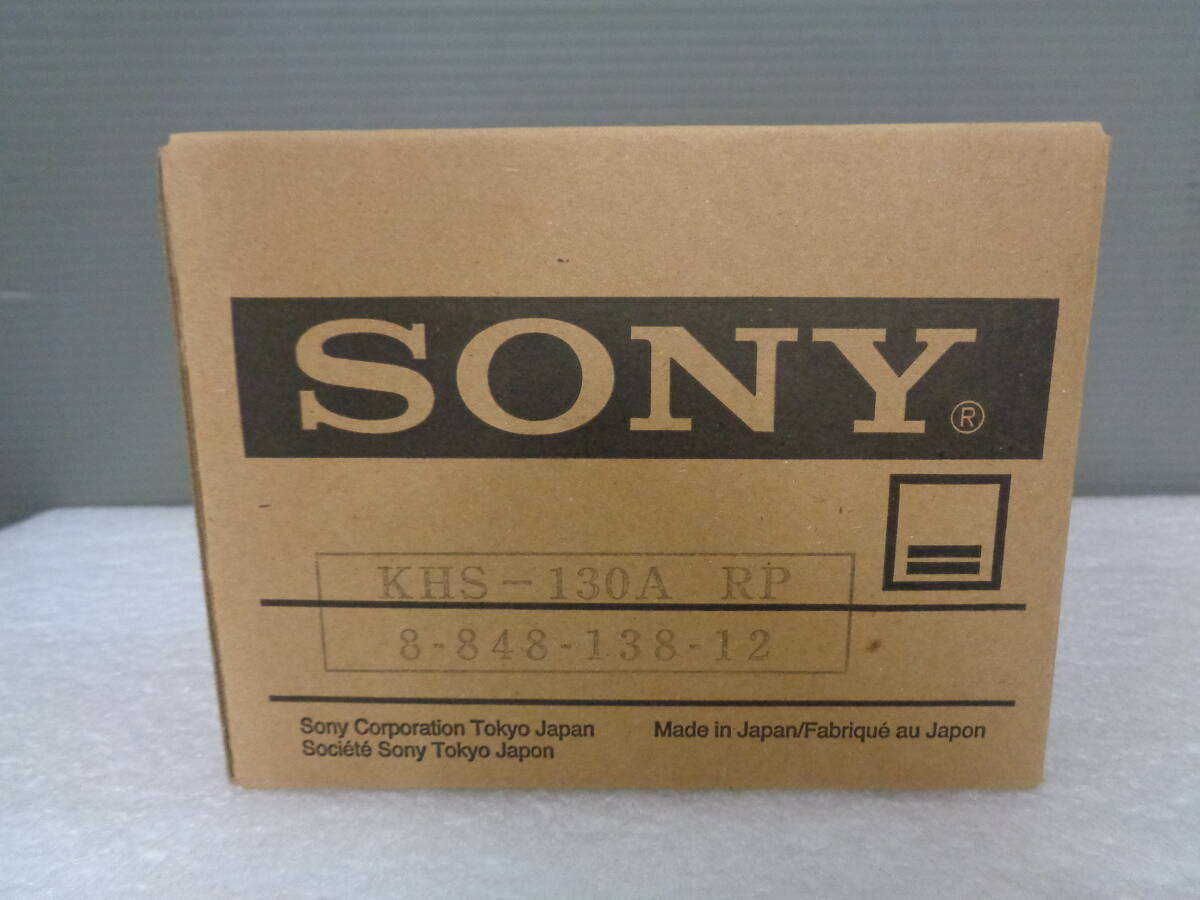 SONY®
KHS-130A RP
8-848-138-12
Sony Corporation Tokyo Japan
Société Sony Tokyo Japon
Made in Japan/Fabriqué au Japon